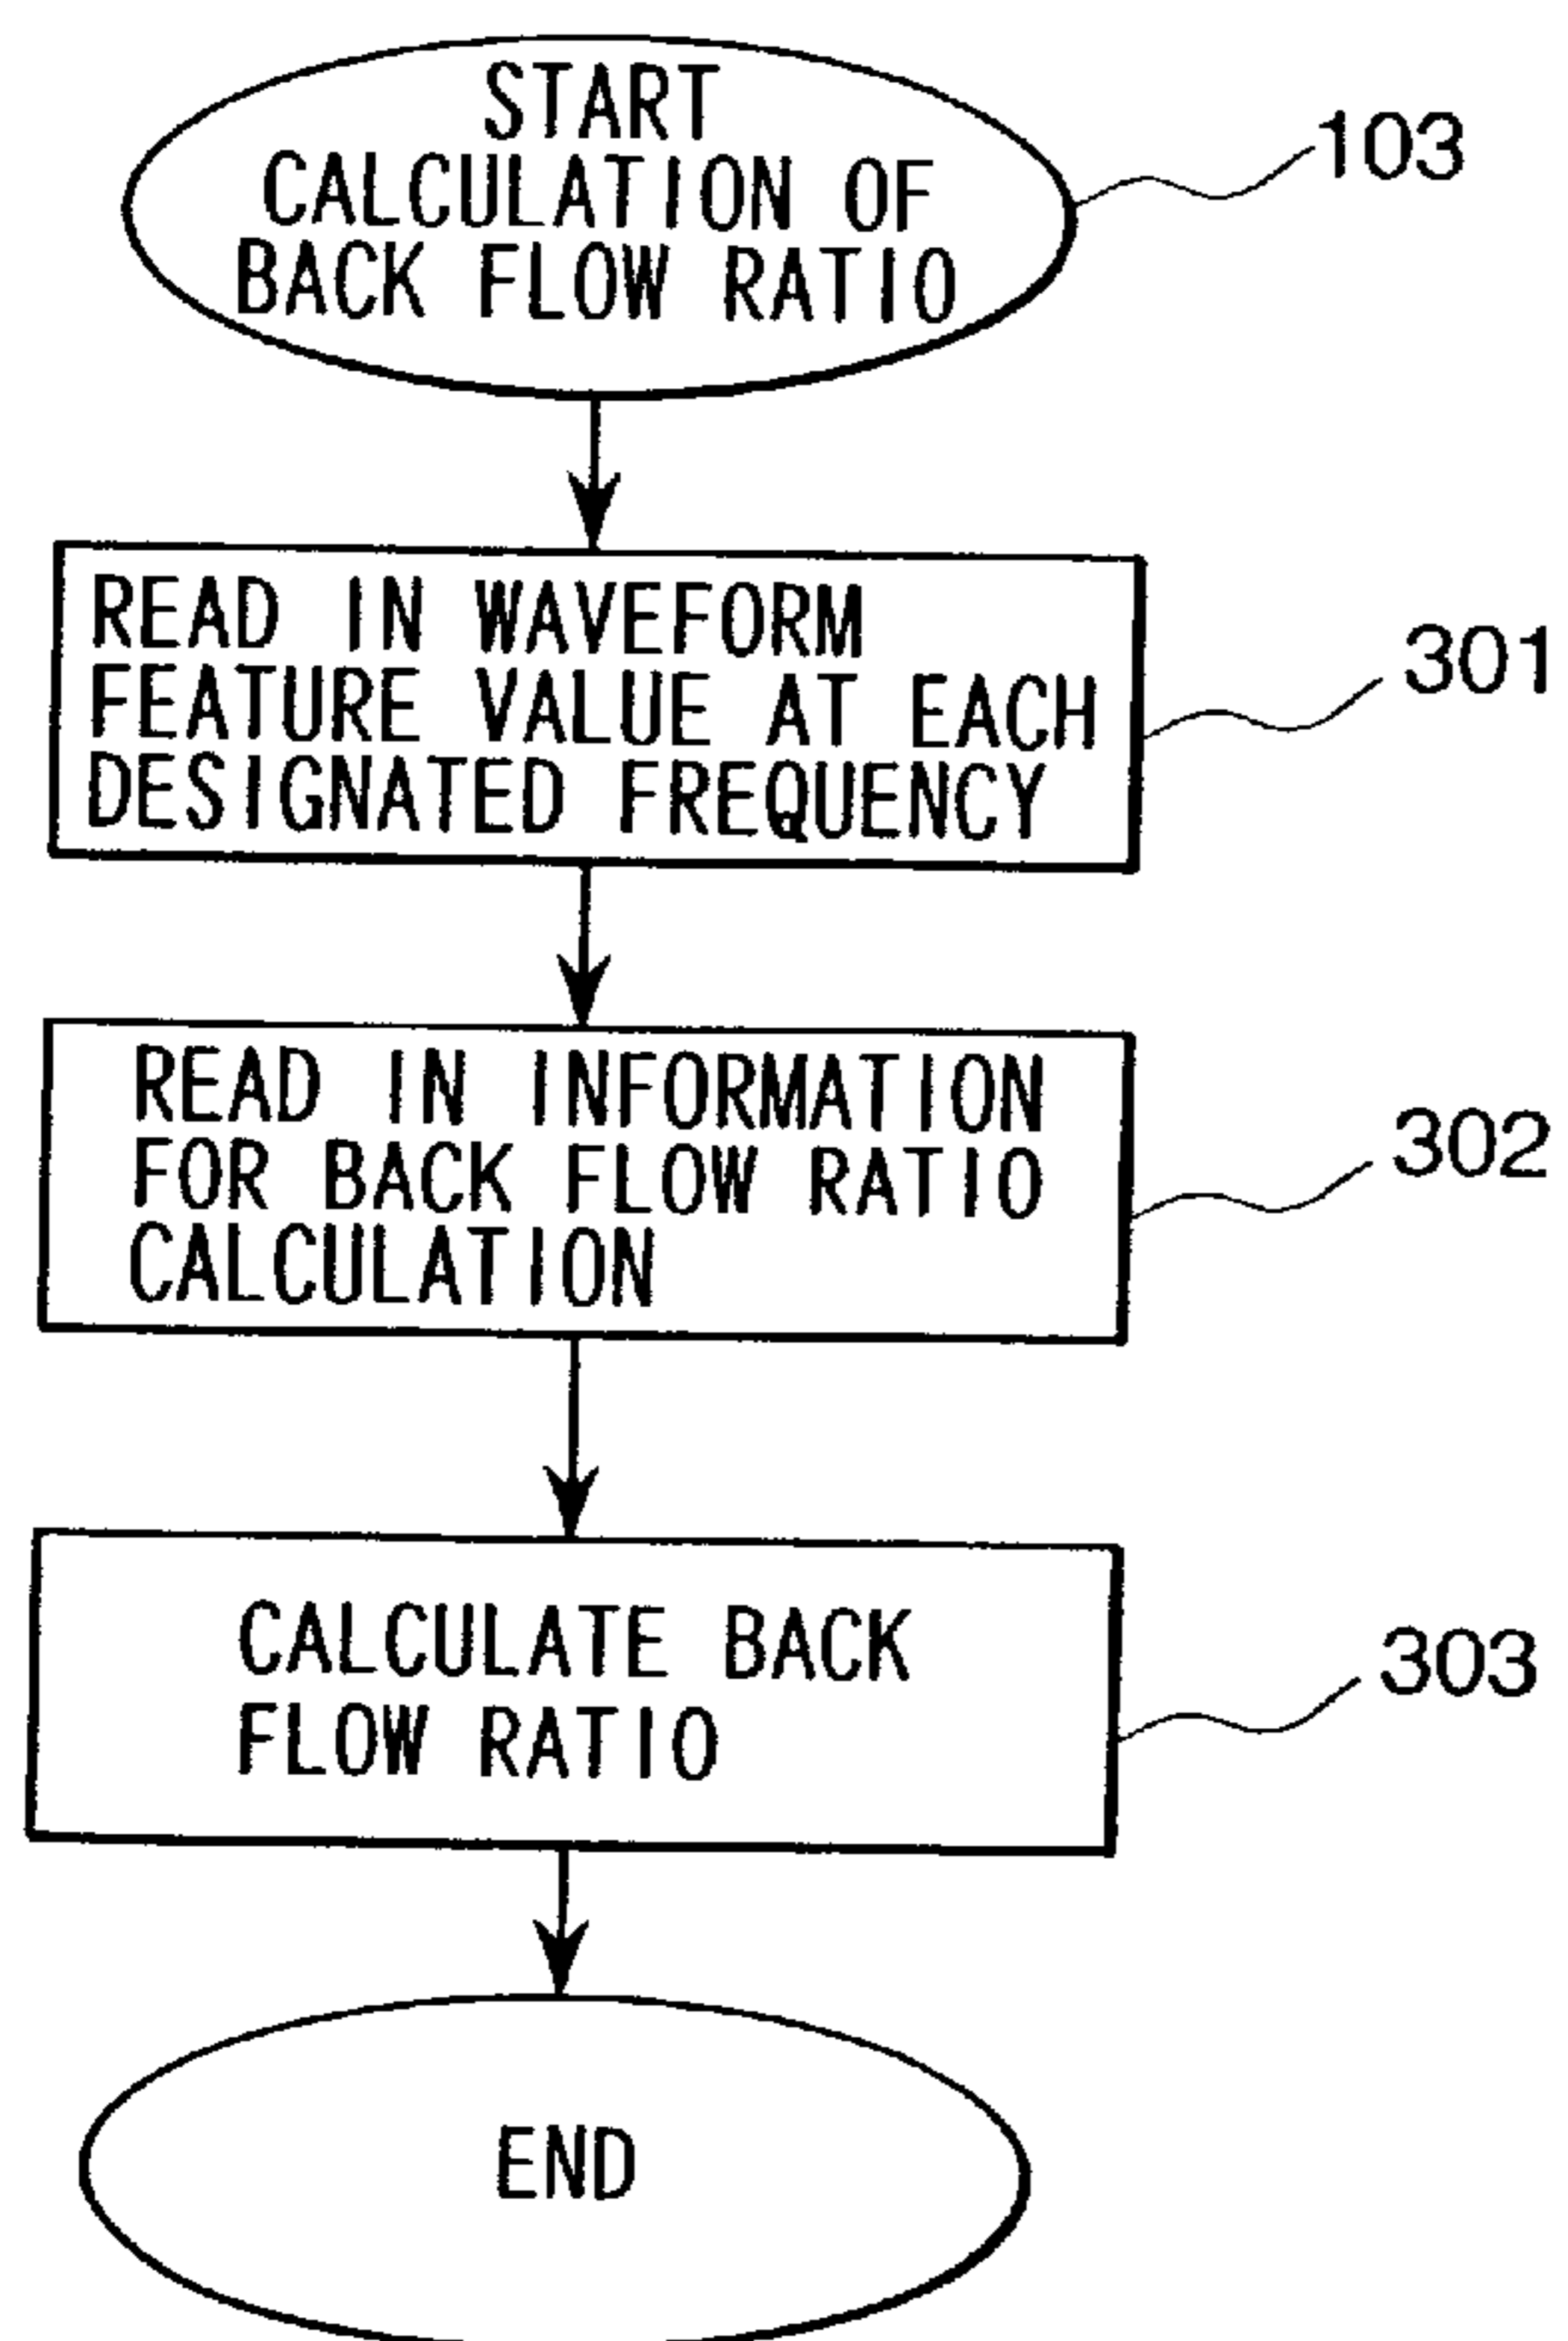 START
CALCULATION OF
BACK FLOW RATIO
103
READ IN WAVEFORM
FEATURE VALUE AT EACH
DESIGNATED FREQUENCY
301
READ IN INFORMATION
FOR BACK FLOW RATIO
CALCULATION
302
CALCULATE BACK
FLOW RATIO
303
END